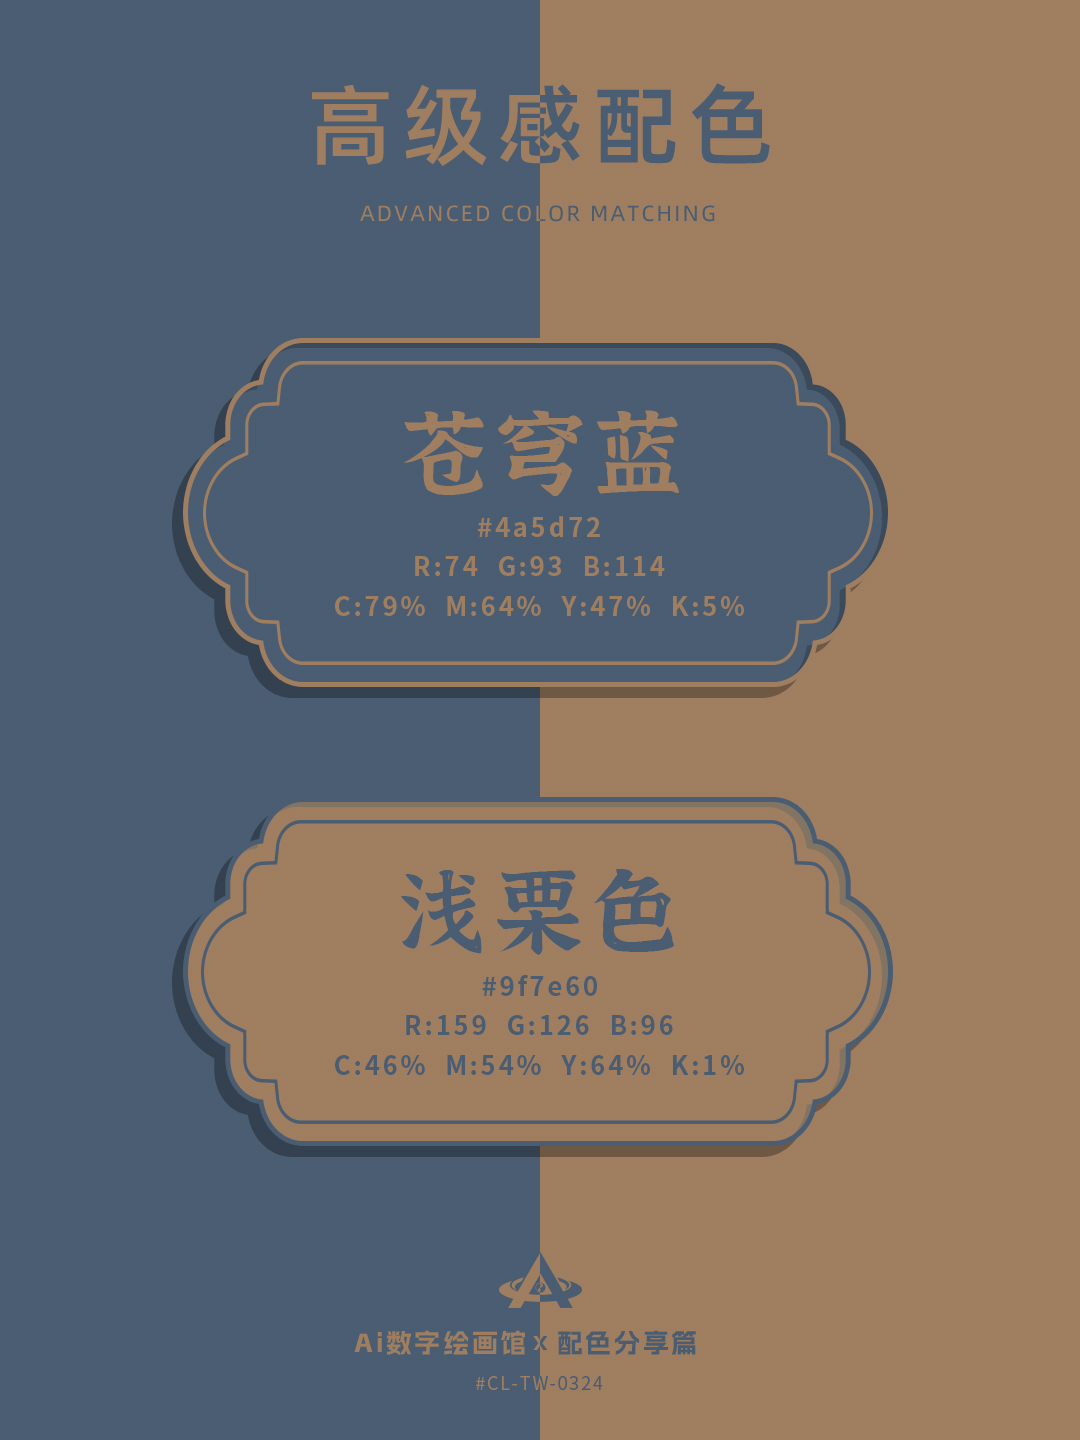 高级感配色
ADVANCED COLOR MATCHING
苍穹蓝
#4a5d72
R:74 G:93 B:114
C:79% M:64% Y:47% K:5%
浅栗色
#9f7e60
R:159 G:126 B:96
C:46% M:54% Y:64% K:1%
Ai数字绘画馆 x 配色分享篇
#CL-TW-0324